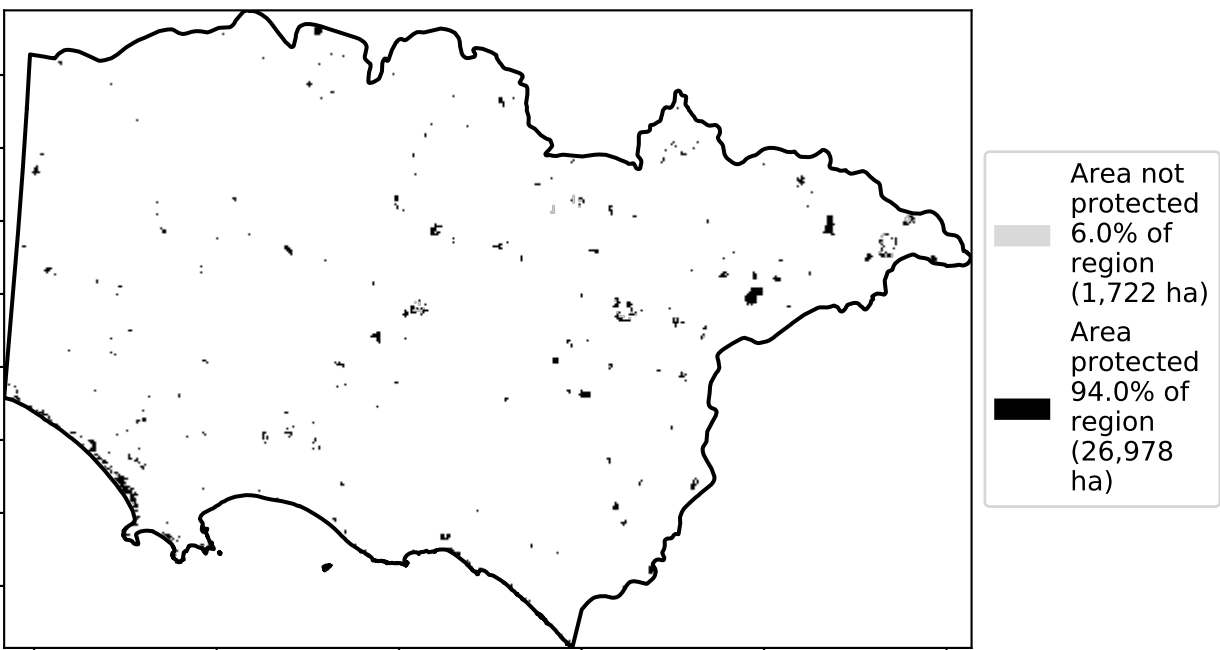 Area not
protected
6.0% of
region
(1,722 ha)
Area
protected
94.0% of
region
(26,978
ha)